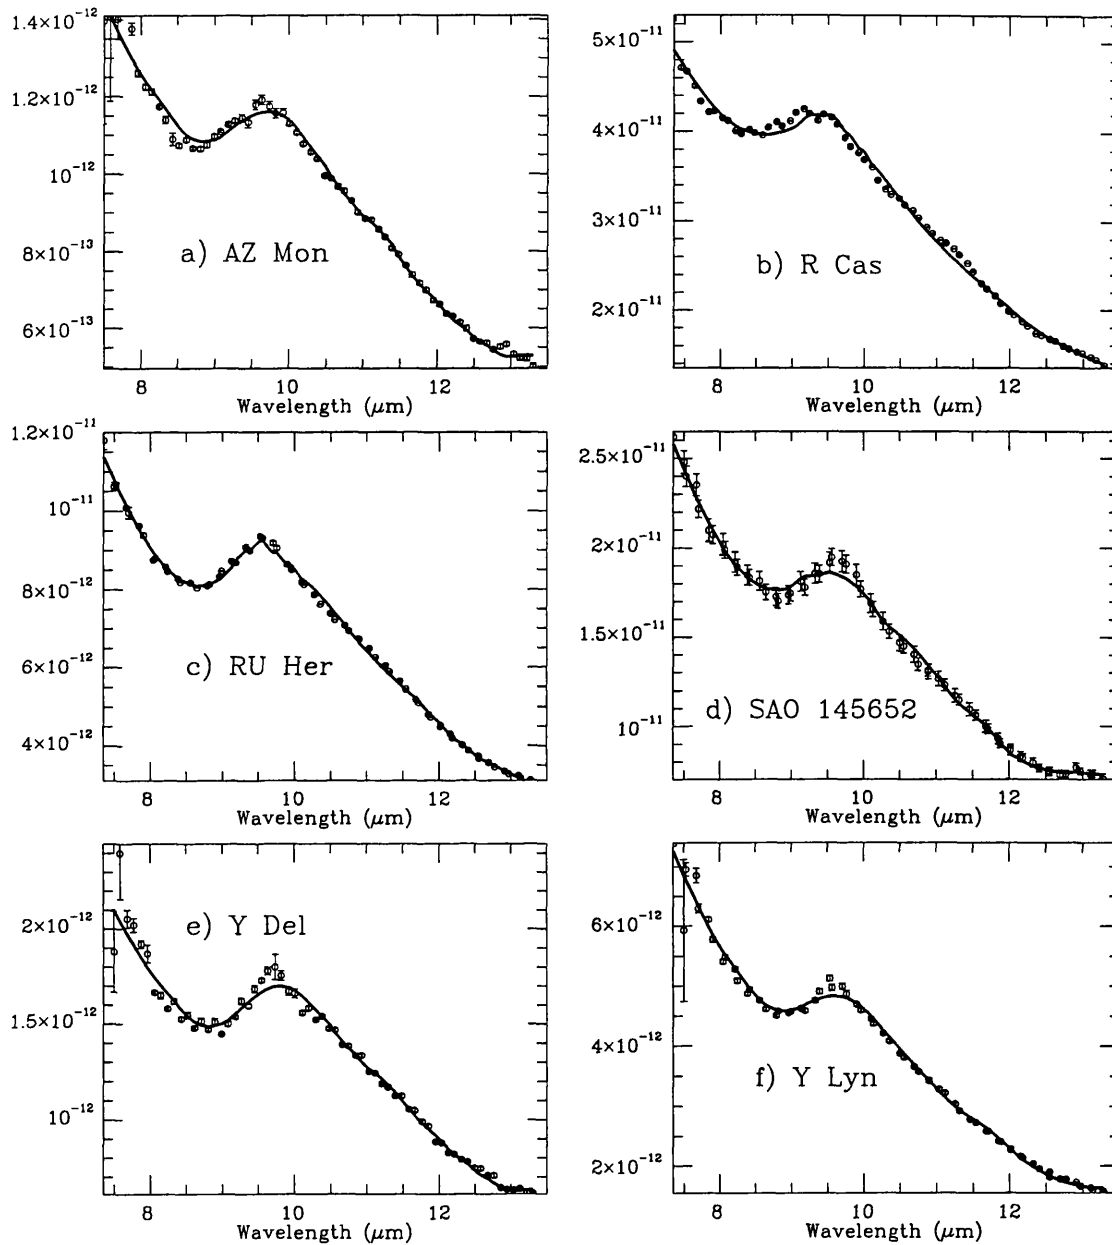 1.4×10⁻¹²
1.2×10⁻¹²
10⁻¹²
8×10⁻¹³
6×10⁻¹³
a) AZ Mon
8 10 12
Wavelength (μm)
5×10⁻¹¹
4×10⁻¹¹
3×10⁻¹¹
2×10⁻¹¹
b) R Cas
8 10 12
Wavelength (μm)
1.2×10⁻¹¹
10⁻¹¹
8×10⁻¹²
6×10⁻¹²
4×10⁻¹²
c) RU Her
8 10 12
Wavelength (μm)
2.5×10⁻¹¹
2×10⁻¹¹
1.5×10⁻¹¹
10⁻¹¹
d) SAO 145652
8 10 12
Wavelength (μm)
2×10⁻¹²
1.5×10⁻¹²
10⁻¹²
e) Y Del
8 10 12
Wavelength (μm)
6×10⁻¹²
4×10⁻¹²
2×10⁻¹²
f) Y Lyn
8 10 12
Wavelength (μm)